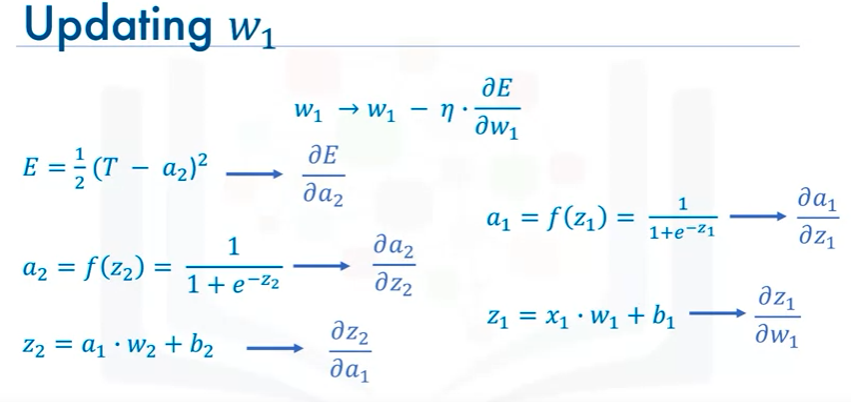 Updating w₁
w₁ → w₁ − η · ∂E/∂w₁
E = 1/2 (T − a₂)² → ∂E/∂a₂
a₂ = f(z₂) = 1/(1 + e^(−z₂)) → ∂a₂/∂z₂
z₂ = a₁ · w₂ + b₂ → ∂z₂/∂a₁
a₁ = f(z₁) = 1/(1+e^(−z₁)) → ∂a₁/∂z₁
z₁ = x₁ · w₁ + b₁ → ∂z₁/∂w₁